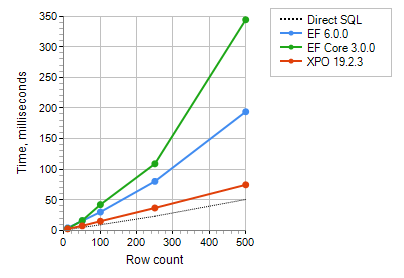 350
300
250
200
150
100
50
0
0 100 200 300 400 500
Time, milliseconds
Row count
Direct SQL
EF 6.0.0
EF Core 3.0.0
XPO 19.2.3